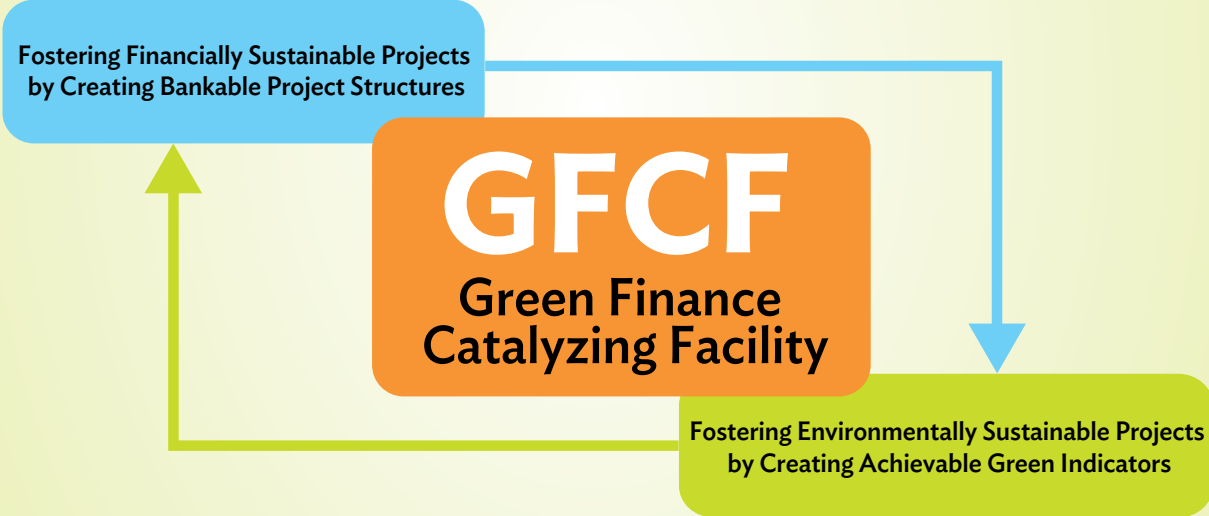 Fostering Financially Sustainable Projects
by Creating Bankable Project Structures
GFCF
Green Finance
Catalyzing Facility
Fostering Environmentally Sustainable Projects
by Creating Achievable Green Indicators